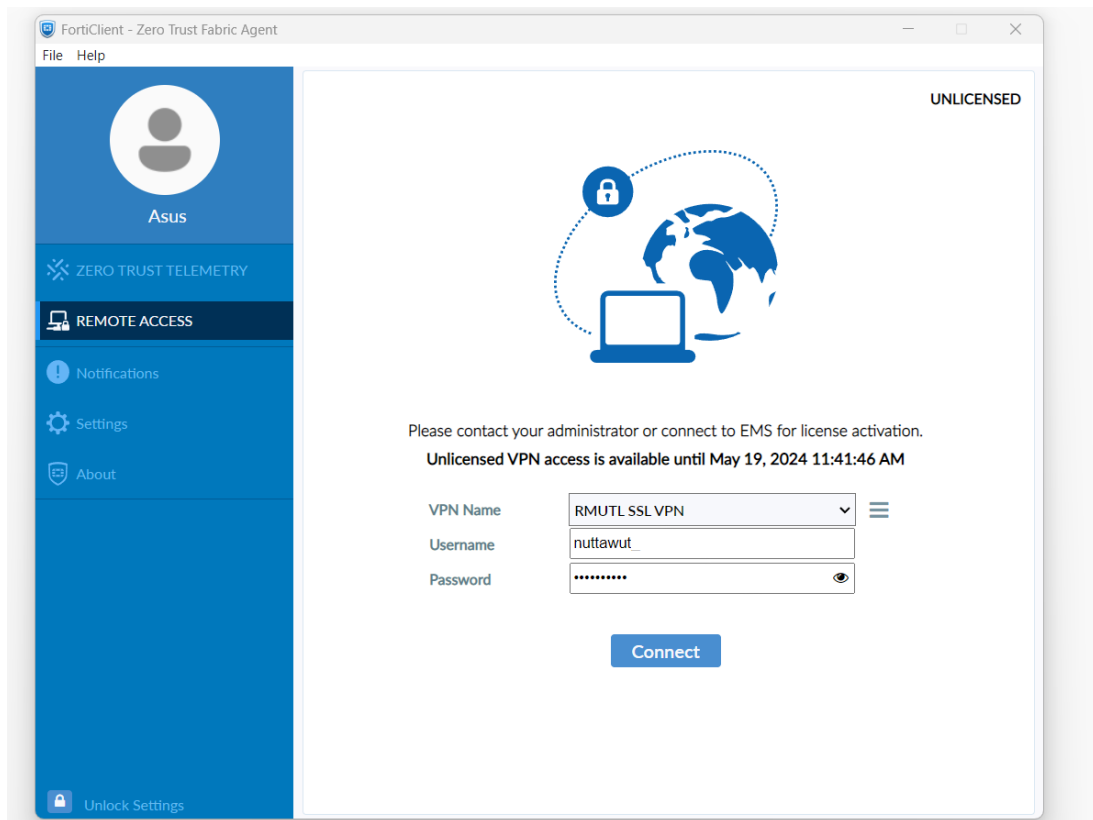 FortiClient - Zero Trust Fabric Agent
File Help
UNLICENSED
Asus
ZERO TRUST TELEMETRY
REMOTE ACCESS
Notifications
Settings
About
Please contact your administrator or connect to EMS for license activation.
Unlicensed VPN access is available until May 19, 2024 11:41:46 AM
VPN Name RMUTL SSL VPN
Username nuttawut_
Password ••••••••••
Connect
Unlock Settings